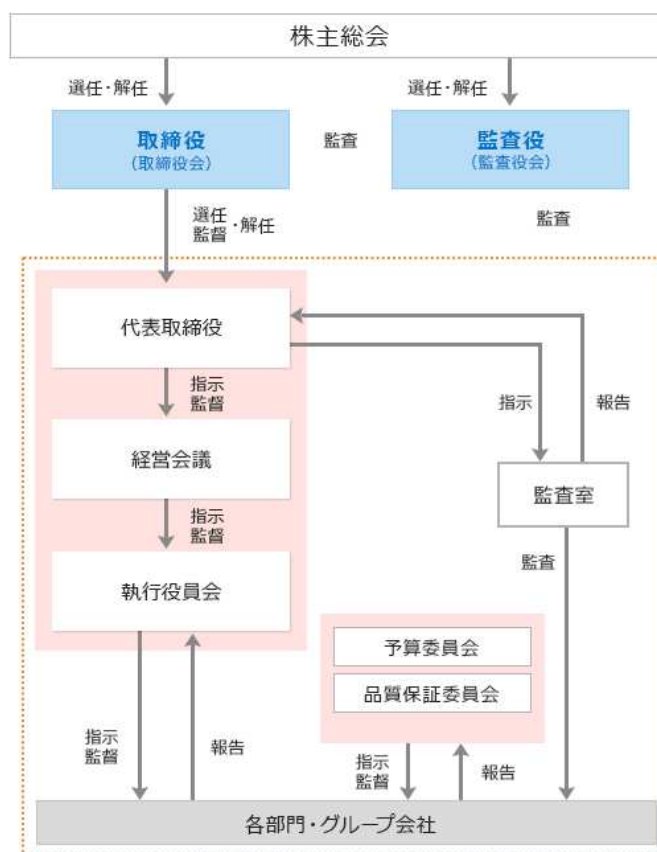 株主総会
選任・解任
選任・解任
取締役
(取締役会)
監査
監査役
(監査役会)
選任
監督・解任
監査
代表取締役
指示
監督
指示
報告
経営会議
監査室
指示
監督
監査
執行役員会
予算委員会
品質保証委員会
指示
監督
報告
指示
監督
報告
各部門・グループ会社